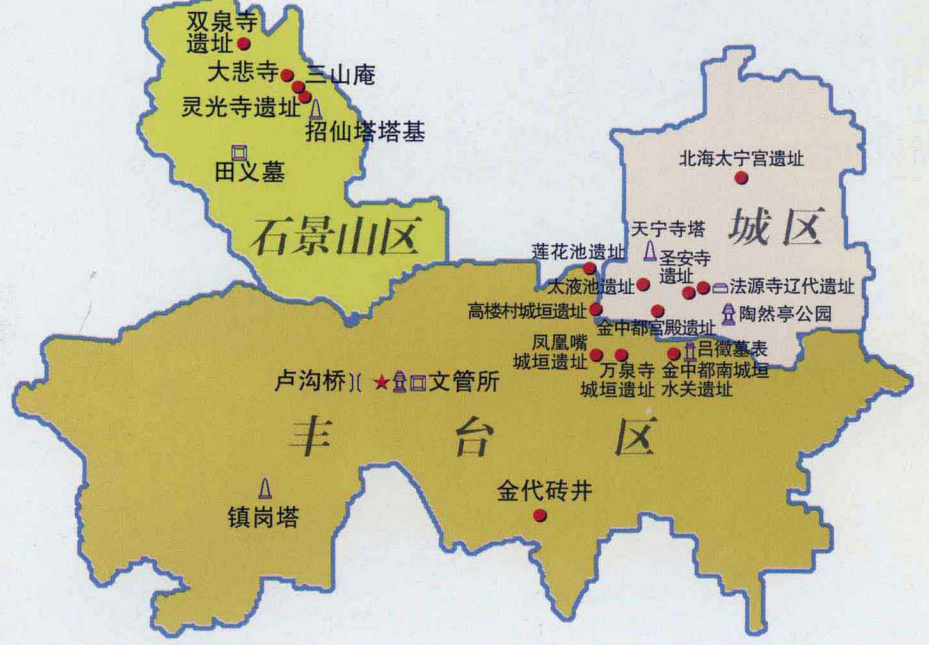 双泉寺
遗址
大悲寺
三山庵
灵光寺遗址
招仙塔塔基
田义墓
石景山区
北海太宁宫遗址
城区
天宁寺塔
圣安寺
遗址
莲花池遗址
太液池遗址
法源寺辽代遗址
高楼村城垣遗址
金中都宫殿遗址
陶然亭公园
凤凰嘴
城垣遗址
万泉寺
城垣遗址
吕徵墓表
金中都南城垣
水关遗址
卢沟桥
文管所
丰台区
镇岗塔
金代砖井